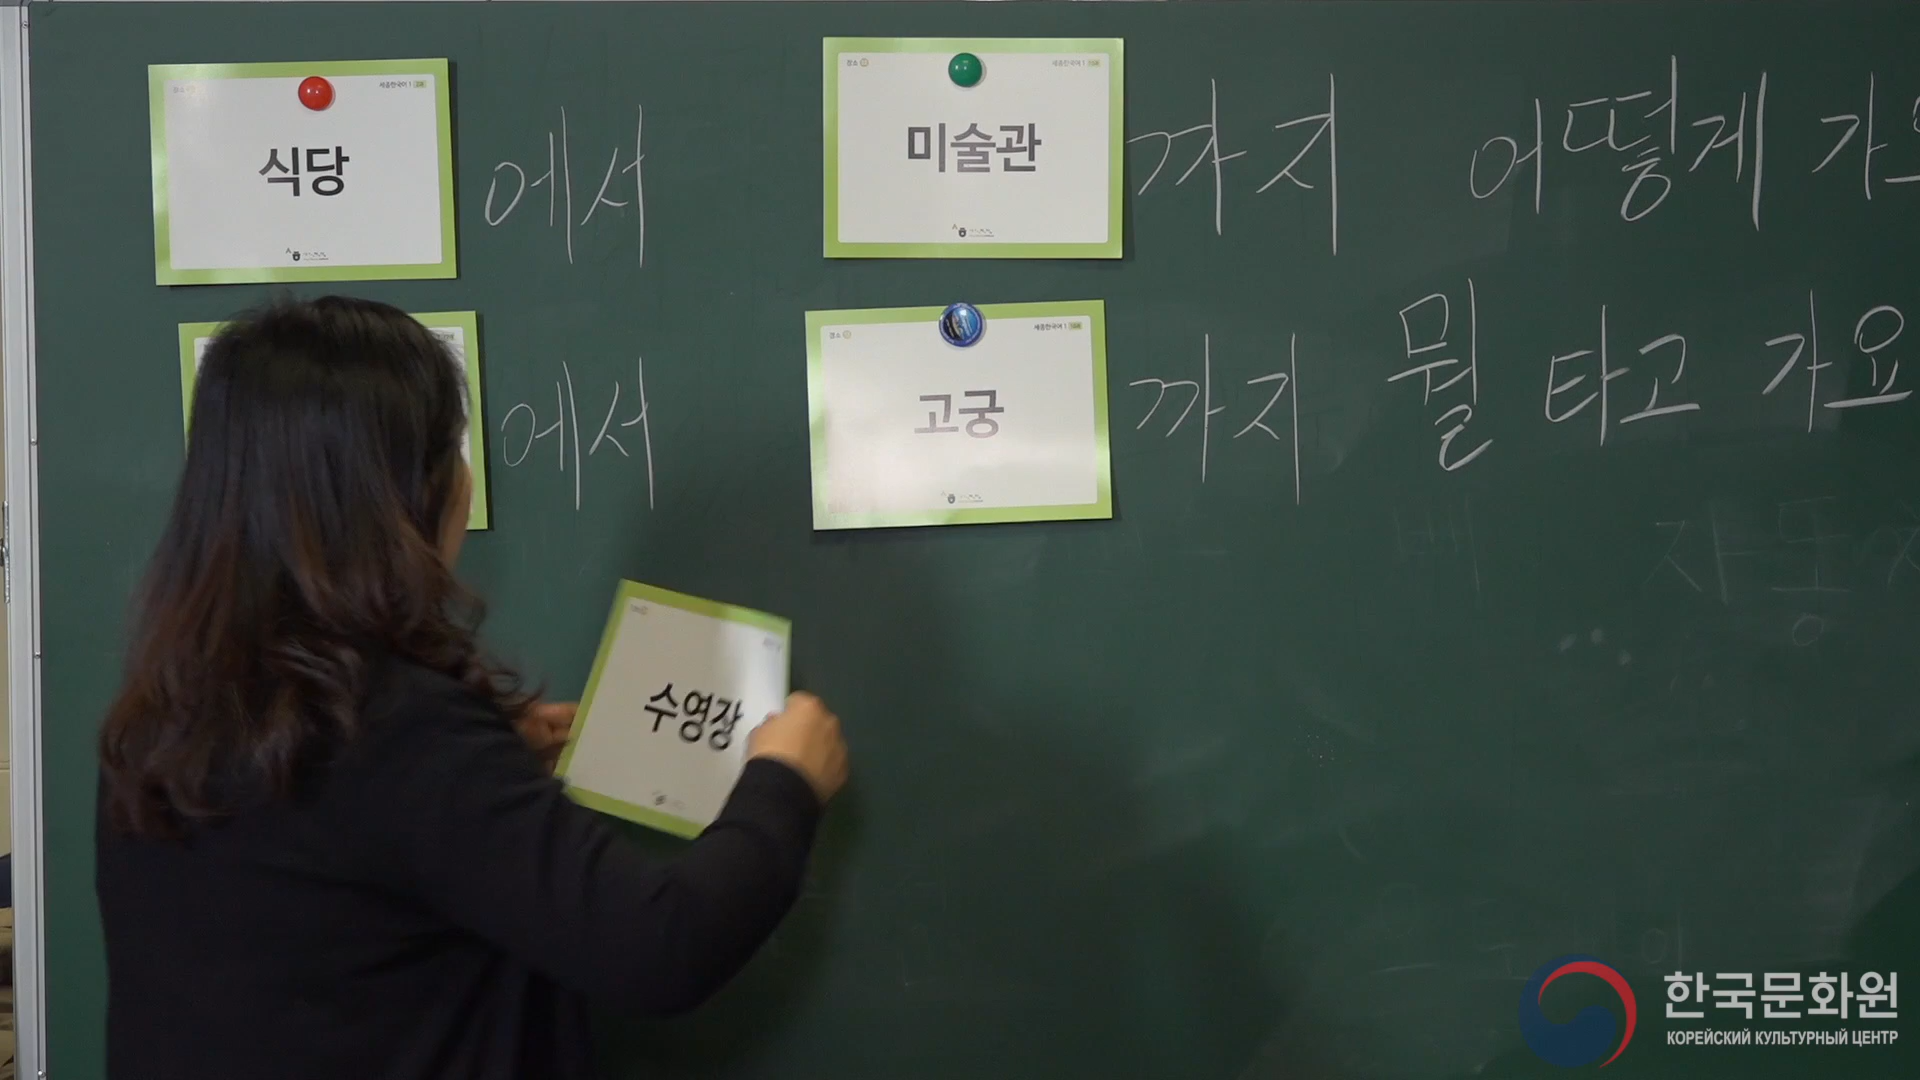 식당 에서 미술관 까지 어떻게 가요
에서 고궁 까지 뭘 타고 가요
수영장
한국문화원
КОРЕЙСКИЙ КУЛЬТУРНЫЙ ЦЕНТР